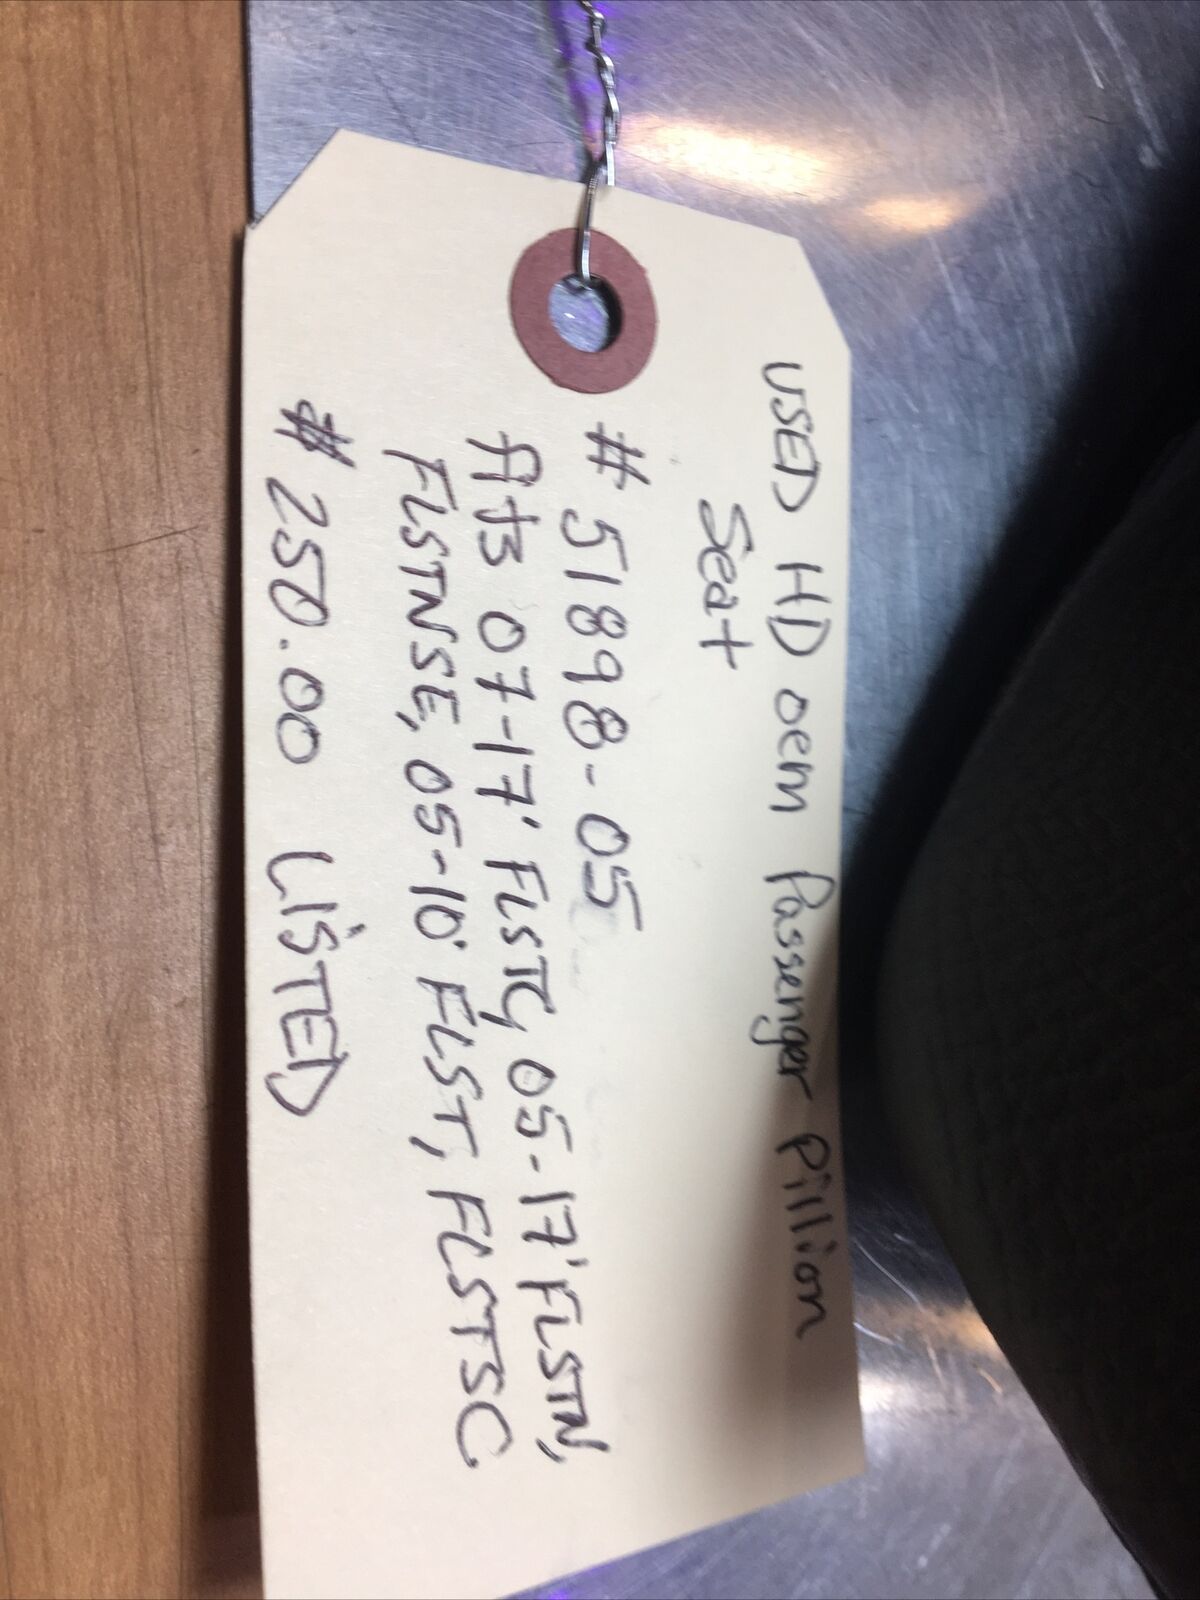 USED HD oem Passenger Pillion
Seat
# 51898-05
fits 07-17' FLSTC, 05-17' FLSTN,
FLSTNSE, 05-10' FLST, FLSTSC
# 250.00 LISTED